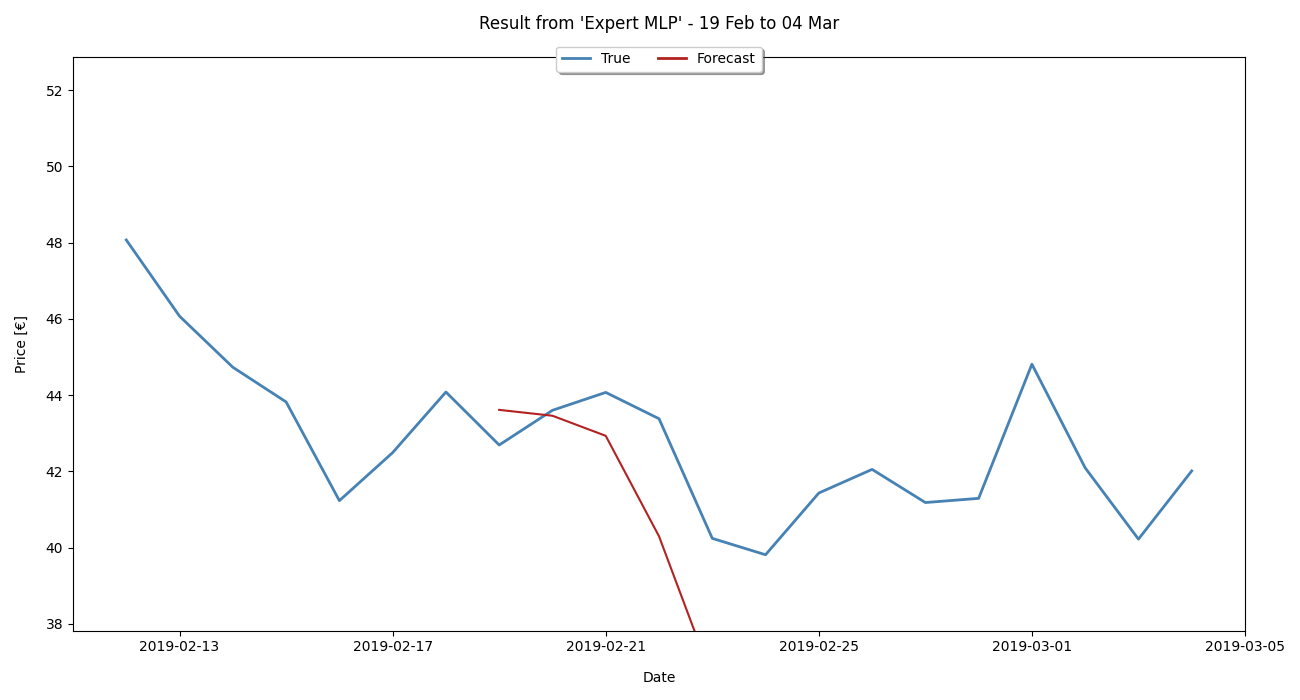 Result from 'Expert MLP' - 19 Feb to 04 Mar
True Forecast
52
50
48
46
44
42
40
38
Price [€]
2019-02-13 2019-02-17 2019-02-21 2019-02-25 2019-03-01 2019-03-05
Date